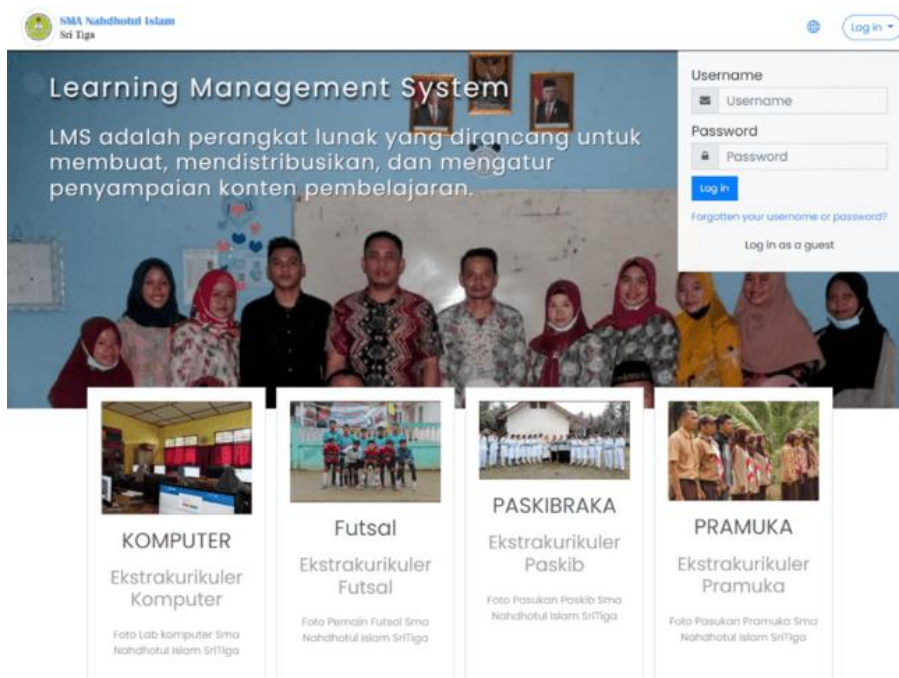 SMA Nahdhotul Islam
Sri Tiga
Log in
Learning Management System
LMS adalah perangkat lunak yang dirancang untuk
membuat, mendistribusikan, dan mengatur
penyampaian konten pembelajaran.
Username
Username
Password
Password
Log in
Forgotten your username or password?
Log in as a guest
KOMPUTER
Ekstrakurikuler
Komputer
Foto Lab komputer Sma
Nahdhotul Islam SriTiga
Futsal
Ekstrakurikuler
Futsal
Foto Pemain Futsal Sma
Nahdhotul Islam SriTiga
PASKIBRAKA
Ekstrakurikuler
Paskib
Foto Pasukan Paskib Sma
Nahdhotul Islam SriTiga
PRAMUKA
Ekstrakurikuler
Pramuka
Foto Pasukan Pramuka Sma
Nahdhotul Islam SriTiga